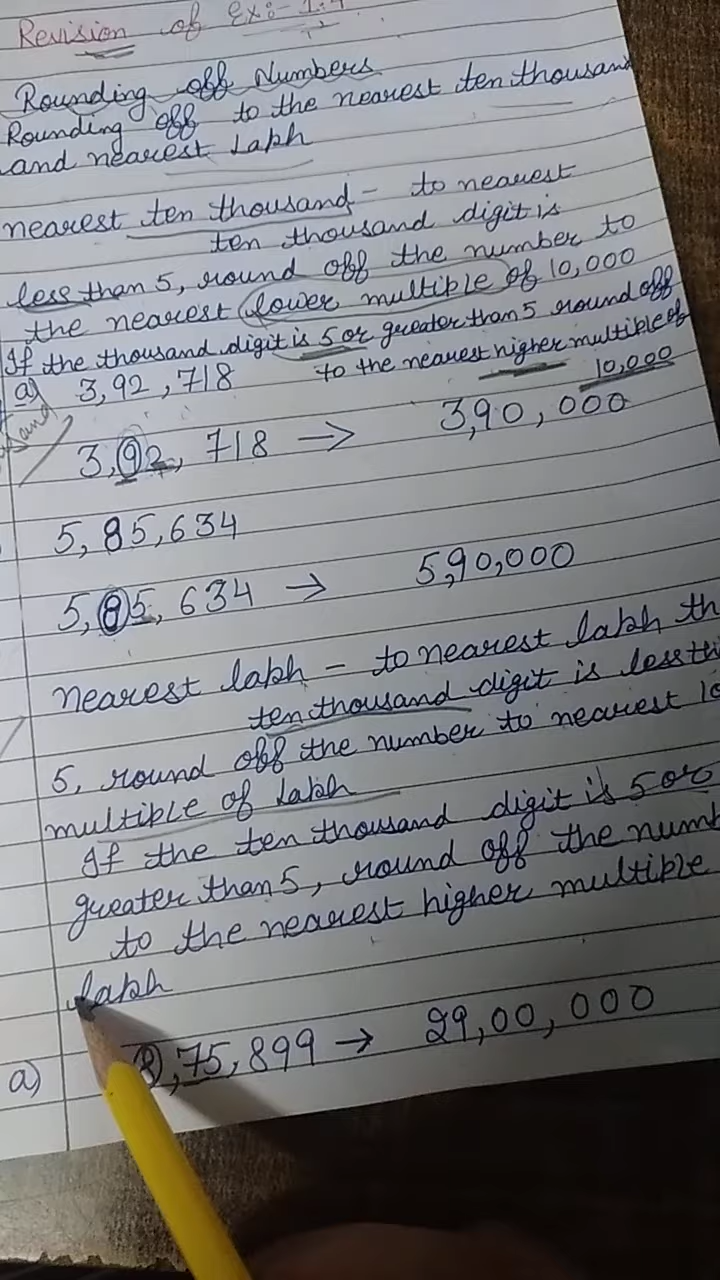 Revision of Ex:- 1.4
Rounding off Numbers
Rounding off to the nearest ten thousand
and nearest Lakh
nearest ten thousand - to nearest
ten thousand digit is
less than 5, round off the number to
the nearest lower multiple of 10,000
If the thousand digit is 5 or greater than 5 round off
to the nearest higher multiple of
10,000
a) 3,92,718
3,92,718 → 3,90,000
5,85,634
5,85,634 → 5,90,000
nearest lakh - to nearest lakh th
ten thousand digit is less th
5, round off the number to nearest lo
multiple of Lakh
If the ten thousand digit is 5 or
greater than 5, round off the numb
to the nearest higher multiple
lakh
a) 8,75,899 → 29,00,000